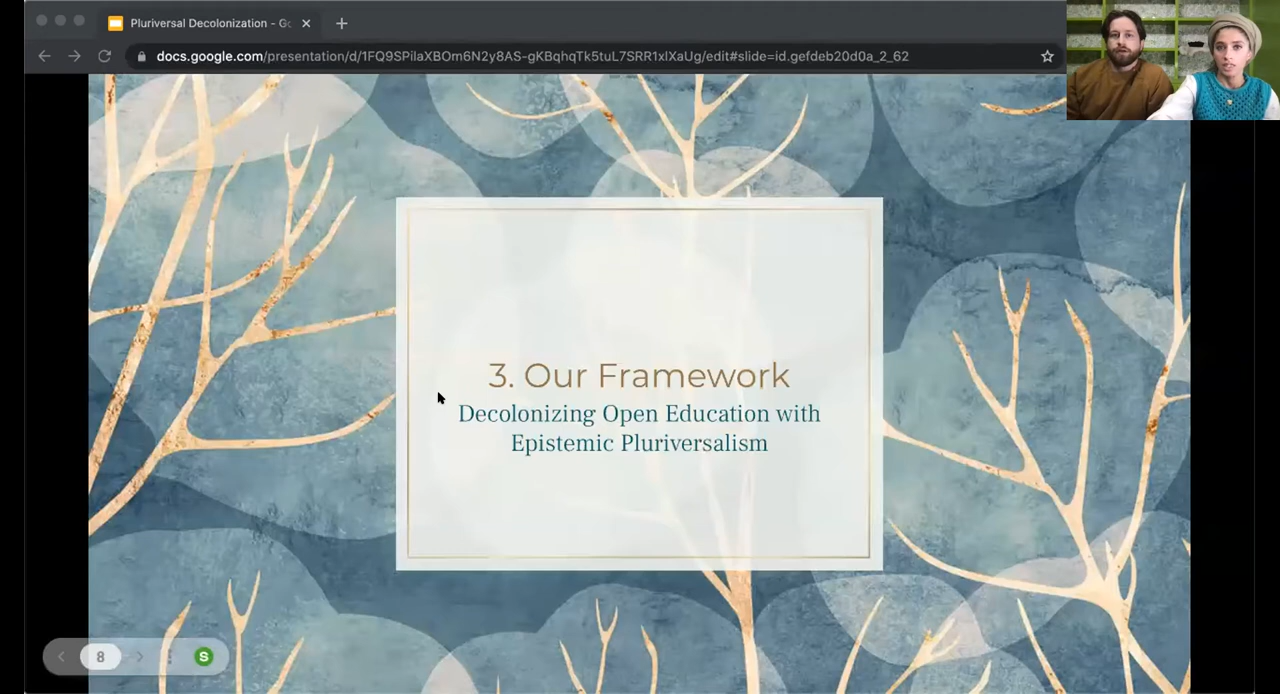 Pluriversal Decolonization - Go
docs.google.com/presentation/d/1FQ9SPilaXBOm6N2y8AS-gKBqhqTk5tuL7SRR1xlXaUg/edit#slide=id.gefdeb20d0a_2_62
3. Our Framework
Decolonizing Open Education with
Epistemic Pluriversalism
8
S